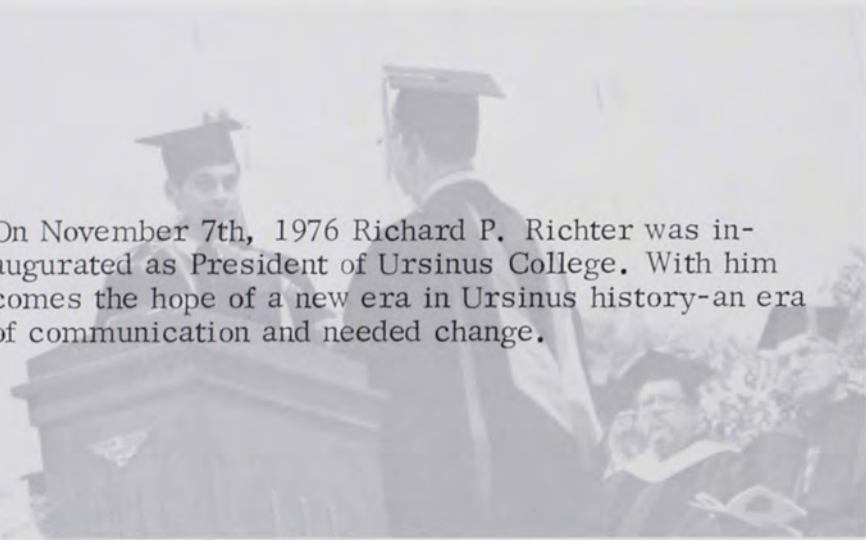 On November 7th, 1976 Richard P. Richter was in-
augurated as President of Ursinus College. With him
comes the hope of a new era in Ursinus history-an era
of communication and needed change.